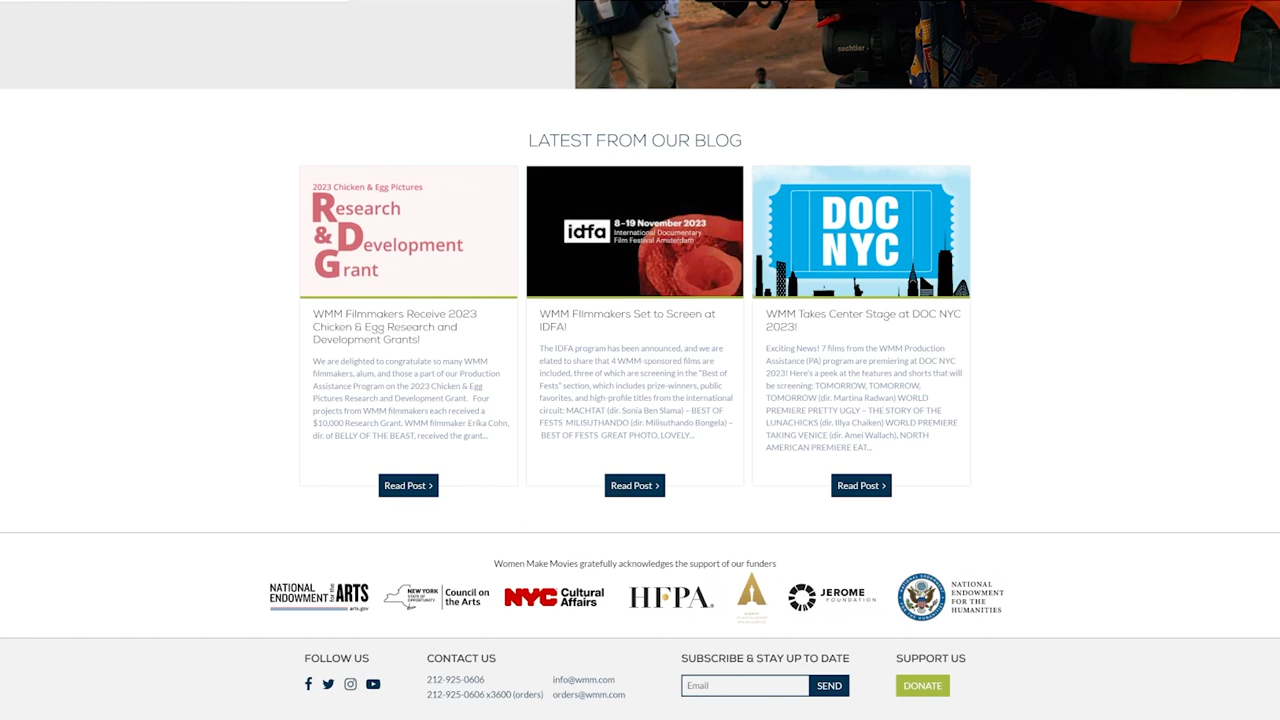 sachtler
LATEST FROM OUR BLOG
2023 Chicken & Egg Pictures
Research
& Development
Grant
WMM Filmmakers Receive 2023
Chicken & Egg Research and
Development Grants!
We are delighted to congratulate so many WMM
filmmakers, alum, and those a part of our Production
Assistance Program on the 2023 Chicken & Egg
Pictures Research and Development Grant. Four
projects from WMM filmmakers each received a
$10,000 Research Grant. WMM filmmaker Erika Cohn,
dir. of BELLY OF THE BEAST, received the grant...
Read Post >
idfa
8–19 November 2023
International Documentary
Film Festival Amsterdam
WMM FIlmmakers Set to Screen at
IDFA!
The IDFA program has been announced, and we are
elated to share that 4 WMM-sponsored films are
included, three of which are screening in the "Best of
Fests" section, which includes prize-winners, public
favorites, and high-profile titles from the international
circuit: MACHTAT (dir. Sonia Ben Slama) – BEST OF
FESTS MILISUTHANDO (dir. Milisuthando Bongela) –
BEST OF FESTS GREAT PHOTO, LOVELY...
Read Post >
DOC
NYC
WMM Takes Center Stage at DOC NYC
2023!
Exciting News! 7 films from the WMM Production
Assistance (PA) program are premiering at DOC NYC
2023! Here's a peek at the features and shorts that will
be screening: TOMORROW, TOMORROW,
TOMORROW (dir. Martina Radwan) WORLD
PREMIERE PRETTY UGLY – THE STORY OF THE
LUNACHICKS (dir. Illya Chaiken) WORLD PREMIERE
TAKING VENICE (dir. Amei Wallach), NORTH
AMERICAN PREMIERE EAT...
Read Post >
Women Make Movies gratefully acknowledges the support of our funders
NATIONAL ENDOWMENT for the ARTS
arts.gov
NEW YORK STATE OF OPPORTUNITY
Council on the Arts
NYC Cultural Affairs
HFPA
JEROME FOUNDATION
NATIONAL ENDOWMENT FOR THE HUMANITIES
FOLLOW US
CONTACT US
212-925-0606 info@wmm.com
212-925-0606 x3600 (orders) orders@wmm.com
SUBSCRIBE & STAY UP TO DATE
Email SEND
SUPPORT US
DONATE